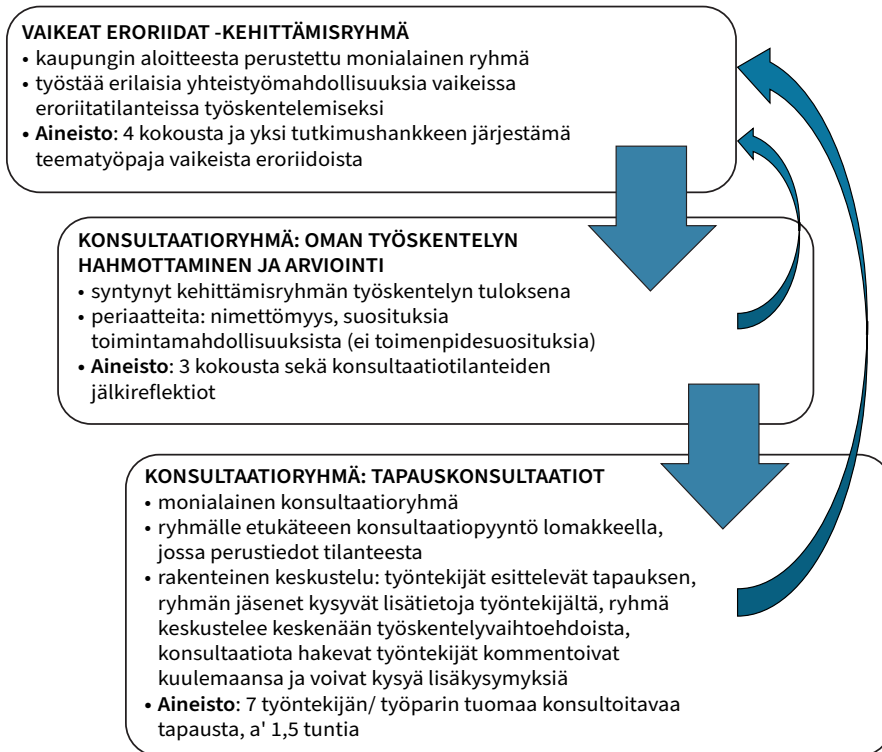 VAIKEAT ERORIIDAT -KEHITTÄMISRYHMÄ
• kaupungin aloitteesta perustettu monialainen ryhmä
• työstää erilaisia yhteistyömahdollisuuksia vaikeissa
eroriitatilanteissa työskentelemiseksi
• Aineisto: 4 kokousta ja yksi tutkimushankkeen järjestämä
teematyöpaja vaikeista eroriidoista
KONSULTAATIORYHMÄ: OMAN TYÖSKENTELYN
HAHMOTTAMINEN JA ARVIOINTI
• syntynyt kehittämisryhmän työskentelyn tuloksena
• periaatteita: nimettömyys, suosituksia
toimintamahdollisuuksista (ei toimenpidesuosituksia)
• Aineisto: 3 kokousta sekä konsultaatiotilanteiden
jälkireflektiot
KONSULTAATIORYHMÄ: TAPAUSKONSULTAATIOT
• monialainen konsultaatioryhmä
• ryhmälle etukäteeen konsultaatiopyyntö lomakkeella,
jossa perustiedot tilanteesta
• rakenteinen keskustelu: työntekijät esittelevät tapauksen,
ryhmän jäsenet kysyvät lisätietoja työntekijältä, ryhmä
keskustelee keskenään työskentelyvaihtoehdoista,
konsultaatiota hakevat työntekijät kommentoivat
kuulemaansa ja voivat kysyä lisäkysymyksiä
• Aineisto: 7 työntekijän/ työparin tuomaa konsultoitavaa
tapausta, a' 1,5 tuntia